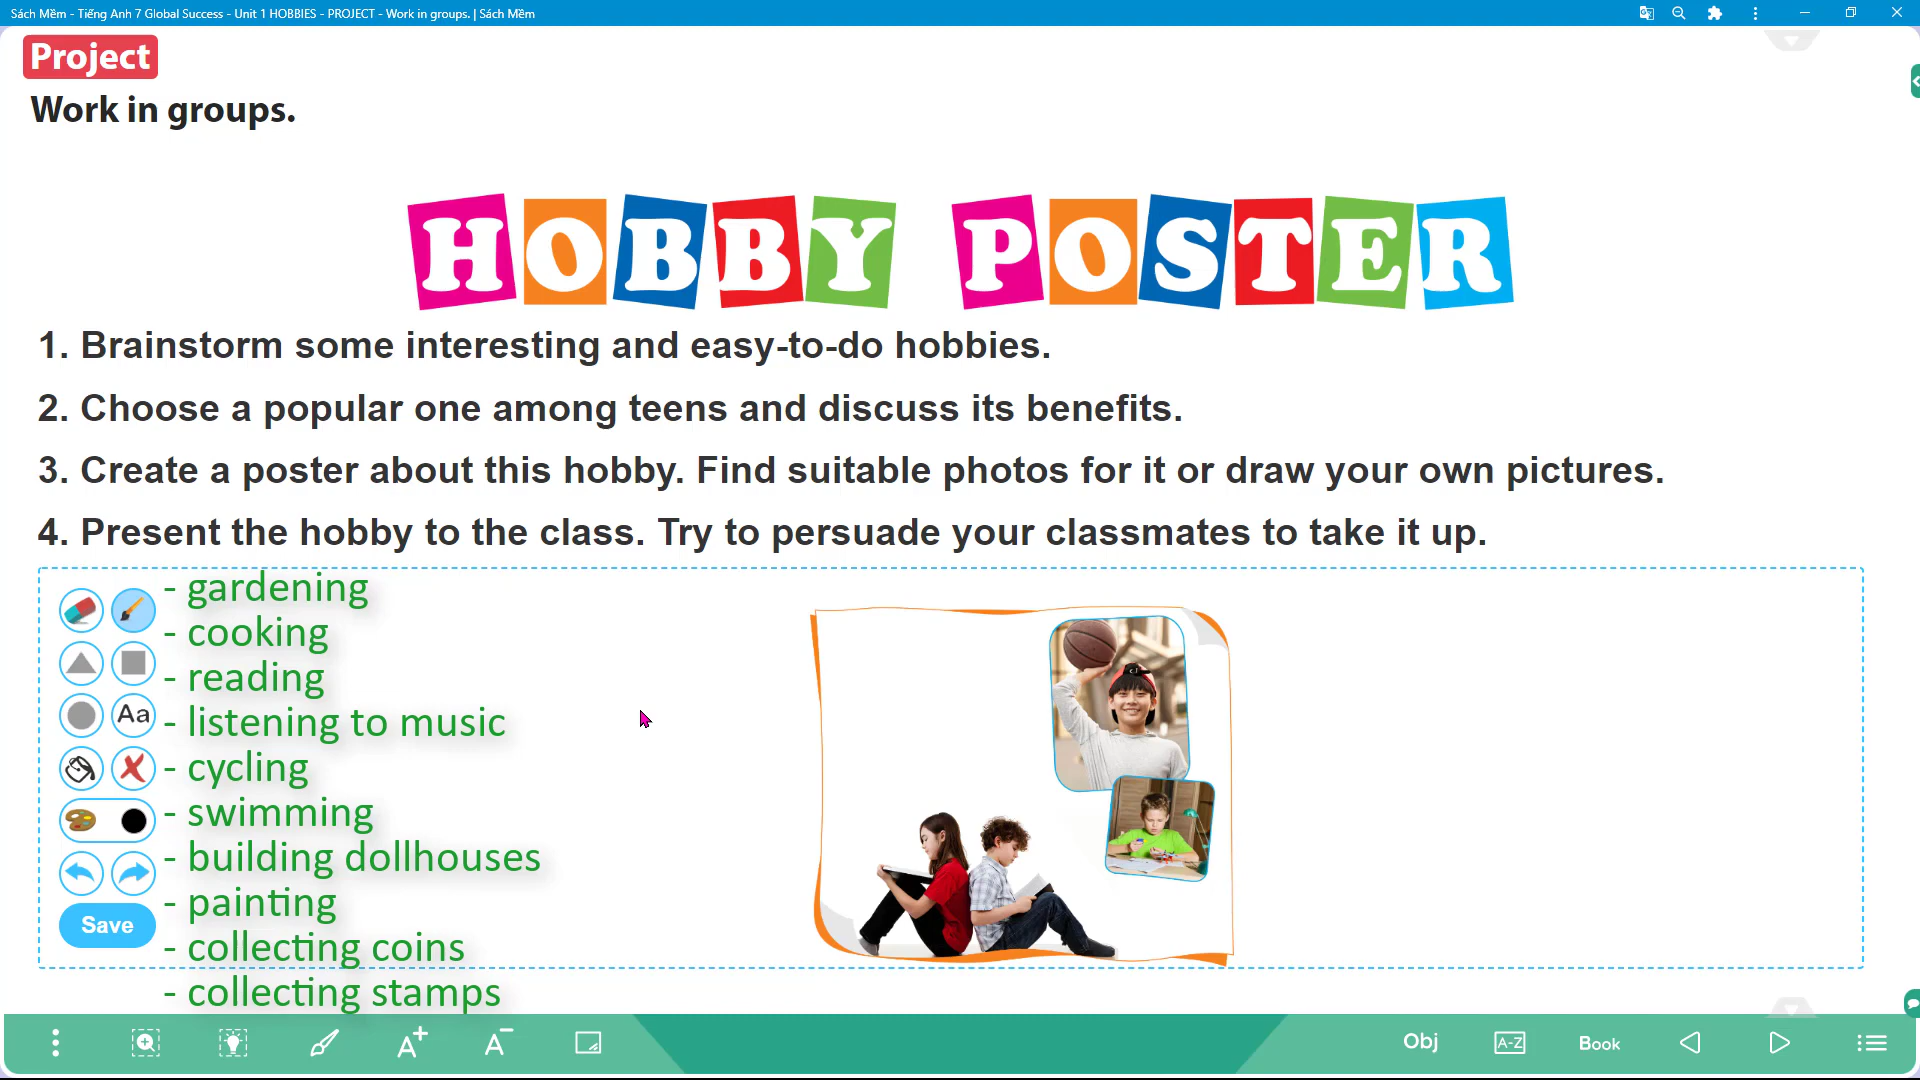 Sách Mềm - Tiếng Anh 7 Global Success - Unit 1 HOBBIES - PROJECT - Work in groups. | Sách Mềm
Project
Work in groups.
HOBBY POSTER
1. Brainstorm some interesting and easy-to-do hobbies.
2. Choose a popular one among teens and discuss its benefits.
3. Create a poster about this hobby. Find suitable photos for it or draw your own pictures.
4. Present the hobby to the class. Try to persuade your classmates to take it up.
- gardening
- cooking
- reading
- listening to music
Aa
- cycling
- swimming
- building dollhouses
- painting
Save
- collecting coins
- collecting stamps
A+ A- Obj A-Z Book